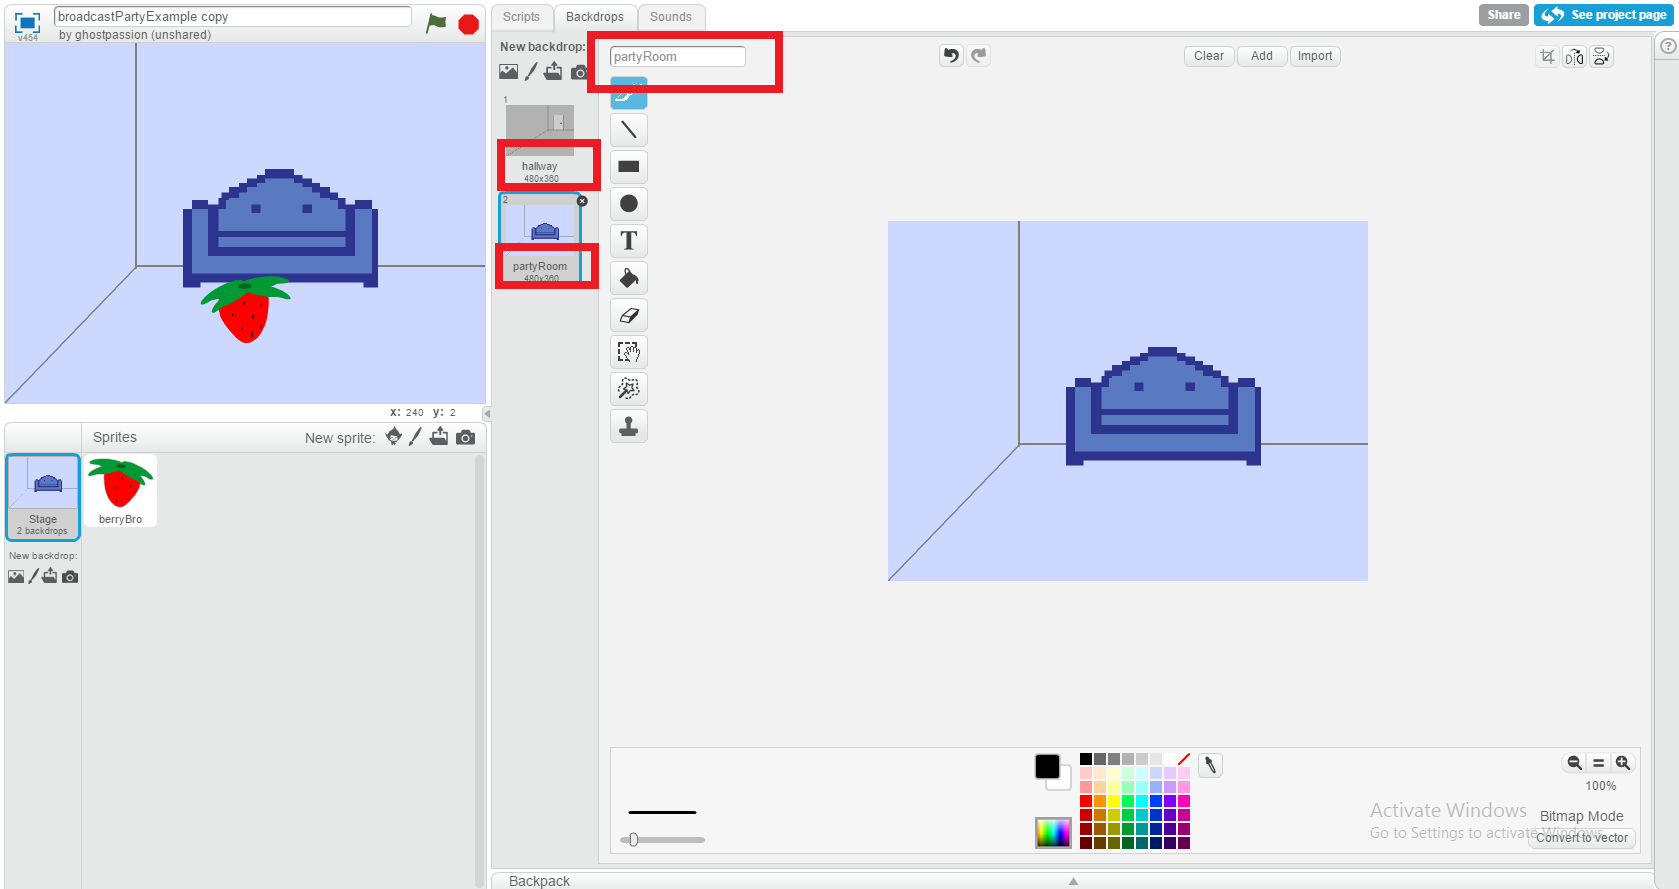 broadcastPartyExample copy
by ghostpassion (unshared)
v454
Scripts
Backdrops
Sounds
Share
See project page
?
New backdrop:
partyRoom
Clear
Add
Import
1
hallway
480x360
2
partyRoom
480x360
T
x: 240 y: 2
Sprites
New sprite:
Stage
2 backdrops
berryBro
New backdrop:
100%
Activate Windows
Go to Settings to activate Windows.
Bitmap Mode
Convert to vector
Backpack